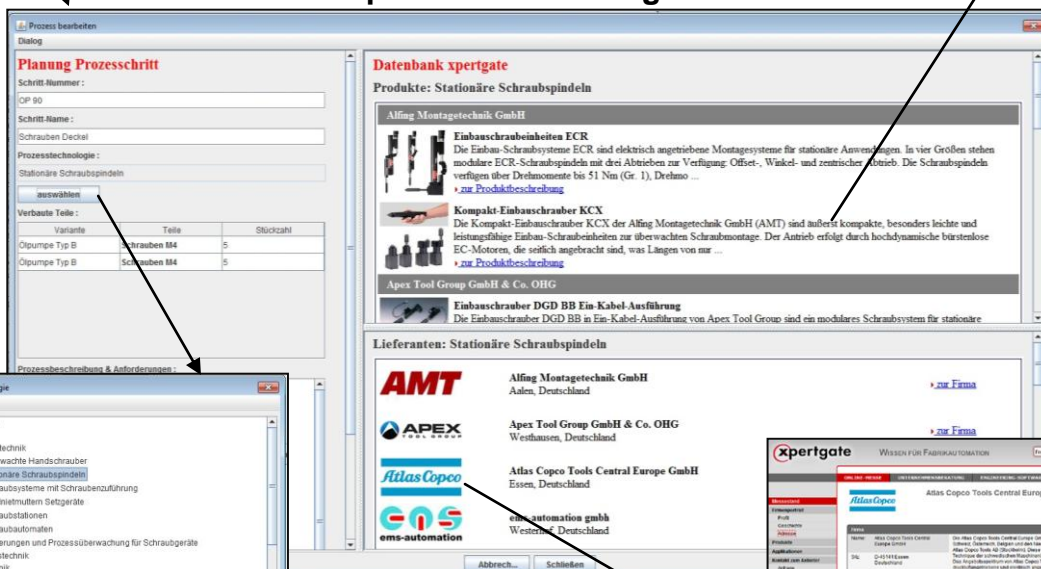 Prozess bearbeiten
Dialog
Planung Prozesschritt
Schritt-Nummer :
OP 90
Schritt-Name :
Schrauben Deckel
Prozesstechnologie :
Stationäre Schraubspindeln
auswählen
Verbaute Teile :
Variante Teile Stückzahl
Ölpumpe Typ B Schrauben M4 5
Ölpumpe Typ B Schrauben M4 5
Prozessbeschreibung & Anforderungen :
gie
technik
wachte Handschrauber
onäre Schraubspindeln
aubsysteme mit Schraubenzuführung
nietmuttern Setzgeräte
aubstationen
aubautomaten
erungen und Prozessüberwachung für Schraubgeräte
stechnik
nik
Datenbank xpertgate
Produkte: Stationäre Schraubspindeln
Alfing Montagetechnik GmbH
Einbauschraubeinheiten ECR
Die Einbau-Schraubsysteme ECR sind elektrisch angetriebene Montagesysteme für stationäre Anwendungen. In vier Größen stehen
modulare ECR-Schraubspindeln mit drei Abtrieben zur Verfügung: Offset-, Winkel- und zentrischer Abtrieb. Die Schraubspindeln
verfügen über Drehmomente bis 51 Nm (Gr. 1), Drehmo ...
zur Produktbeschreibung
Kompakt-Einbauschrauber KCX
Die Kompakt-Einbauschrauber KCX der Alfing Montagetechnik GmbH (AMT) sind äußerst kompakte, besonders leichte und
leistungsfähige Einbau-Schraubeinheiten zur überwachten Schraubmontage. Der Antrieb erfolgt durch hochdynamische bürstenlose
EC-Motoren, die seitlich angebracht sind, was Längen von nur ...
zur Produktbeschreibung
Apex Tool Group GmbH & Co. OHG
Einbauschrauber DGD BB Ein-Kabel-Ausführung
Die Einbauschrauber DGD BB in Ein-Kabel-Ausführung von Apex Tool Group sind ein modulares Schraubsystem für stationäre
Lieferanten: Stationäre Schraubspindeln
AMT
Alfing Montagetechnik GmbH
Aalen, Deutschland
zur Firma
APEX
TOOL GROUP
Apex Tool Group GmbH & Co. OHG
Westhausen, Deutschland
zur Firma
Atlas Copco
Atlas Copco Tools Central Europe GmbH
Essen, Deutschland
ems-automation
ems-automation gmbh
Westerhof, Deutschland
Abbrech... Schließen
xpertgate
WISSEN FÜR FABRIKAUTOMATION
Atlas Copco
Atlas Copco Tools Central Europ
Firmenporträt
Profil
Geschichte
Adresse
Produkte
Applikationen